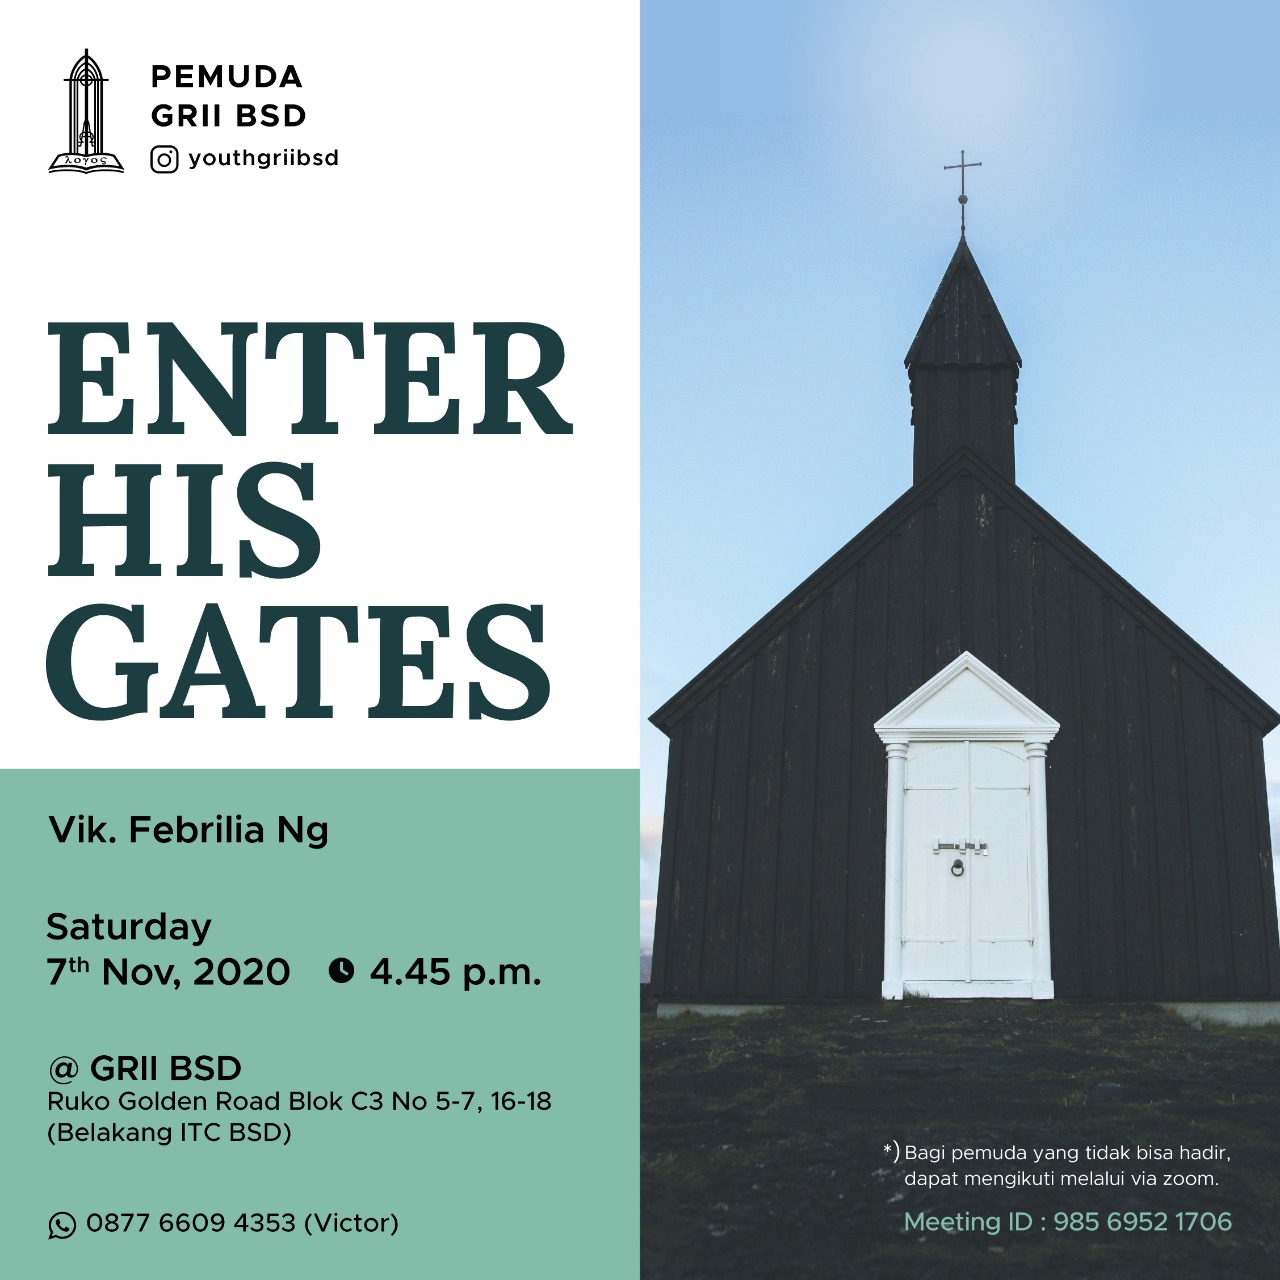 PEMUDA
GRII BSD
youthgriibsd
λογος
ENTER
HIS
GATES
Vik. Febrilia Ng
Saturday
7th Nov, 2020 4.45 p.m.
@ GRII BSD
Ruko Golden Road Blok C3 No 5-7, 16-18
(Belakang ITC BSD)
0877 6609 4353 (Victor)
*) Bagi pemuda yang tidak bisa hadir,
dapat mengikuti melalui via zoom.
Meeting ID : 985 6952 1706